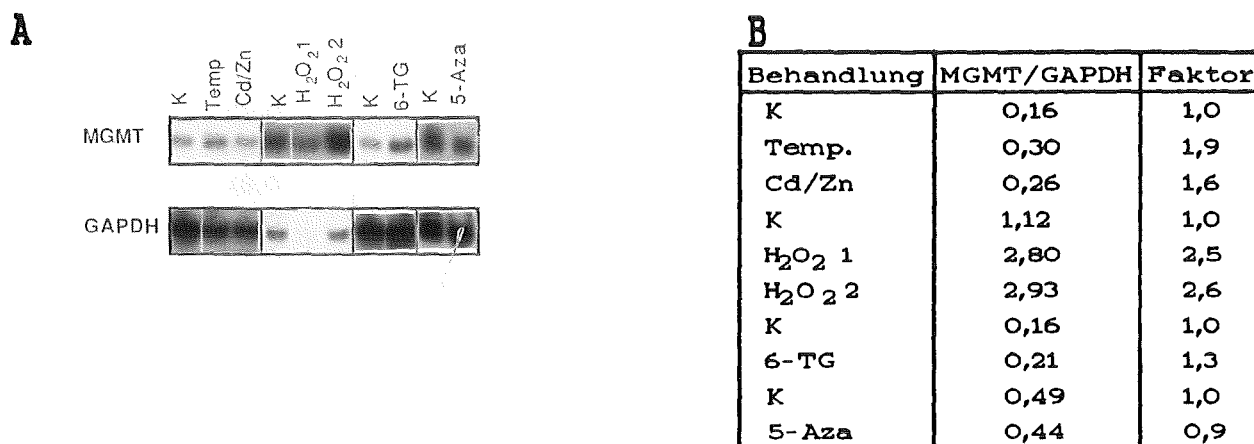 A
K Temp Cd/Zn K H₂O₂ 1 H₂O₂ 2 K 6-TG K 5-Aza
MGMT
GAPDH
B
Behandlung MGMT/GAPDH Faktor
K 0,16 1,0
Temp. 0,30 1,9
Cd/Zn 0,26 1,6
K 1,12 1,0
H₂O₂ 1 2,80 2,5
H₂O₂ 2 2,93 2,6
K 0,16 1,0
6-TG 0,21 1,3
K 0,49 1,0
5-Aza 0,44 0,9